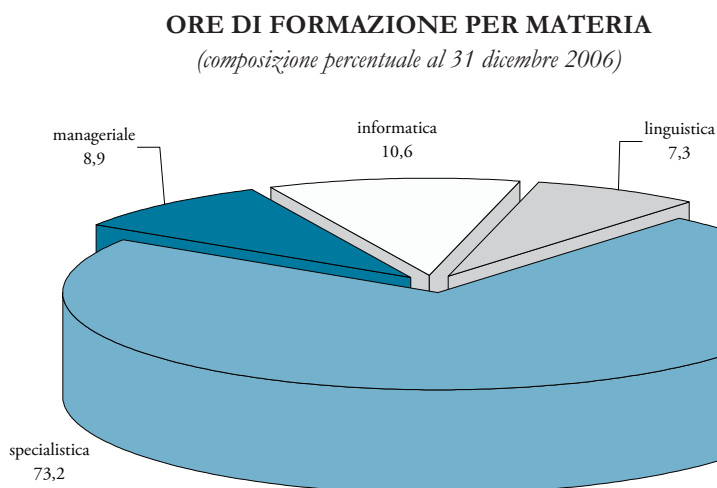 ORE DI FORMAZIONE PER MATERIA
(composizione percentuale al 31 dicembre 2006)
manageriale
8,9
informatica
10,6
linguistica
7,3
specialistica
73,2